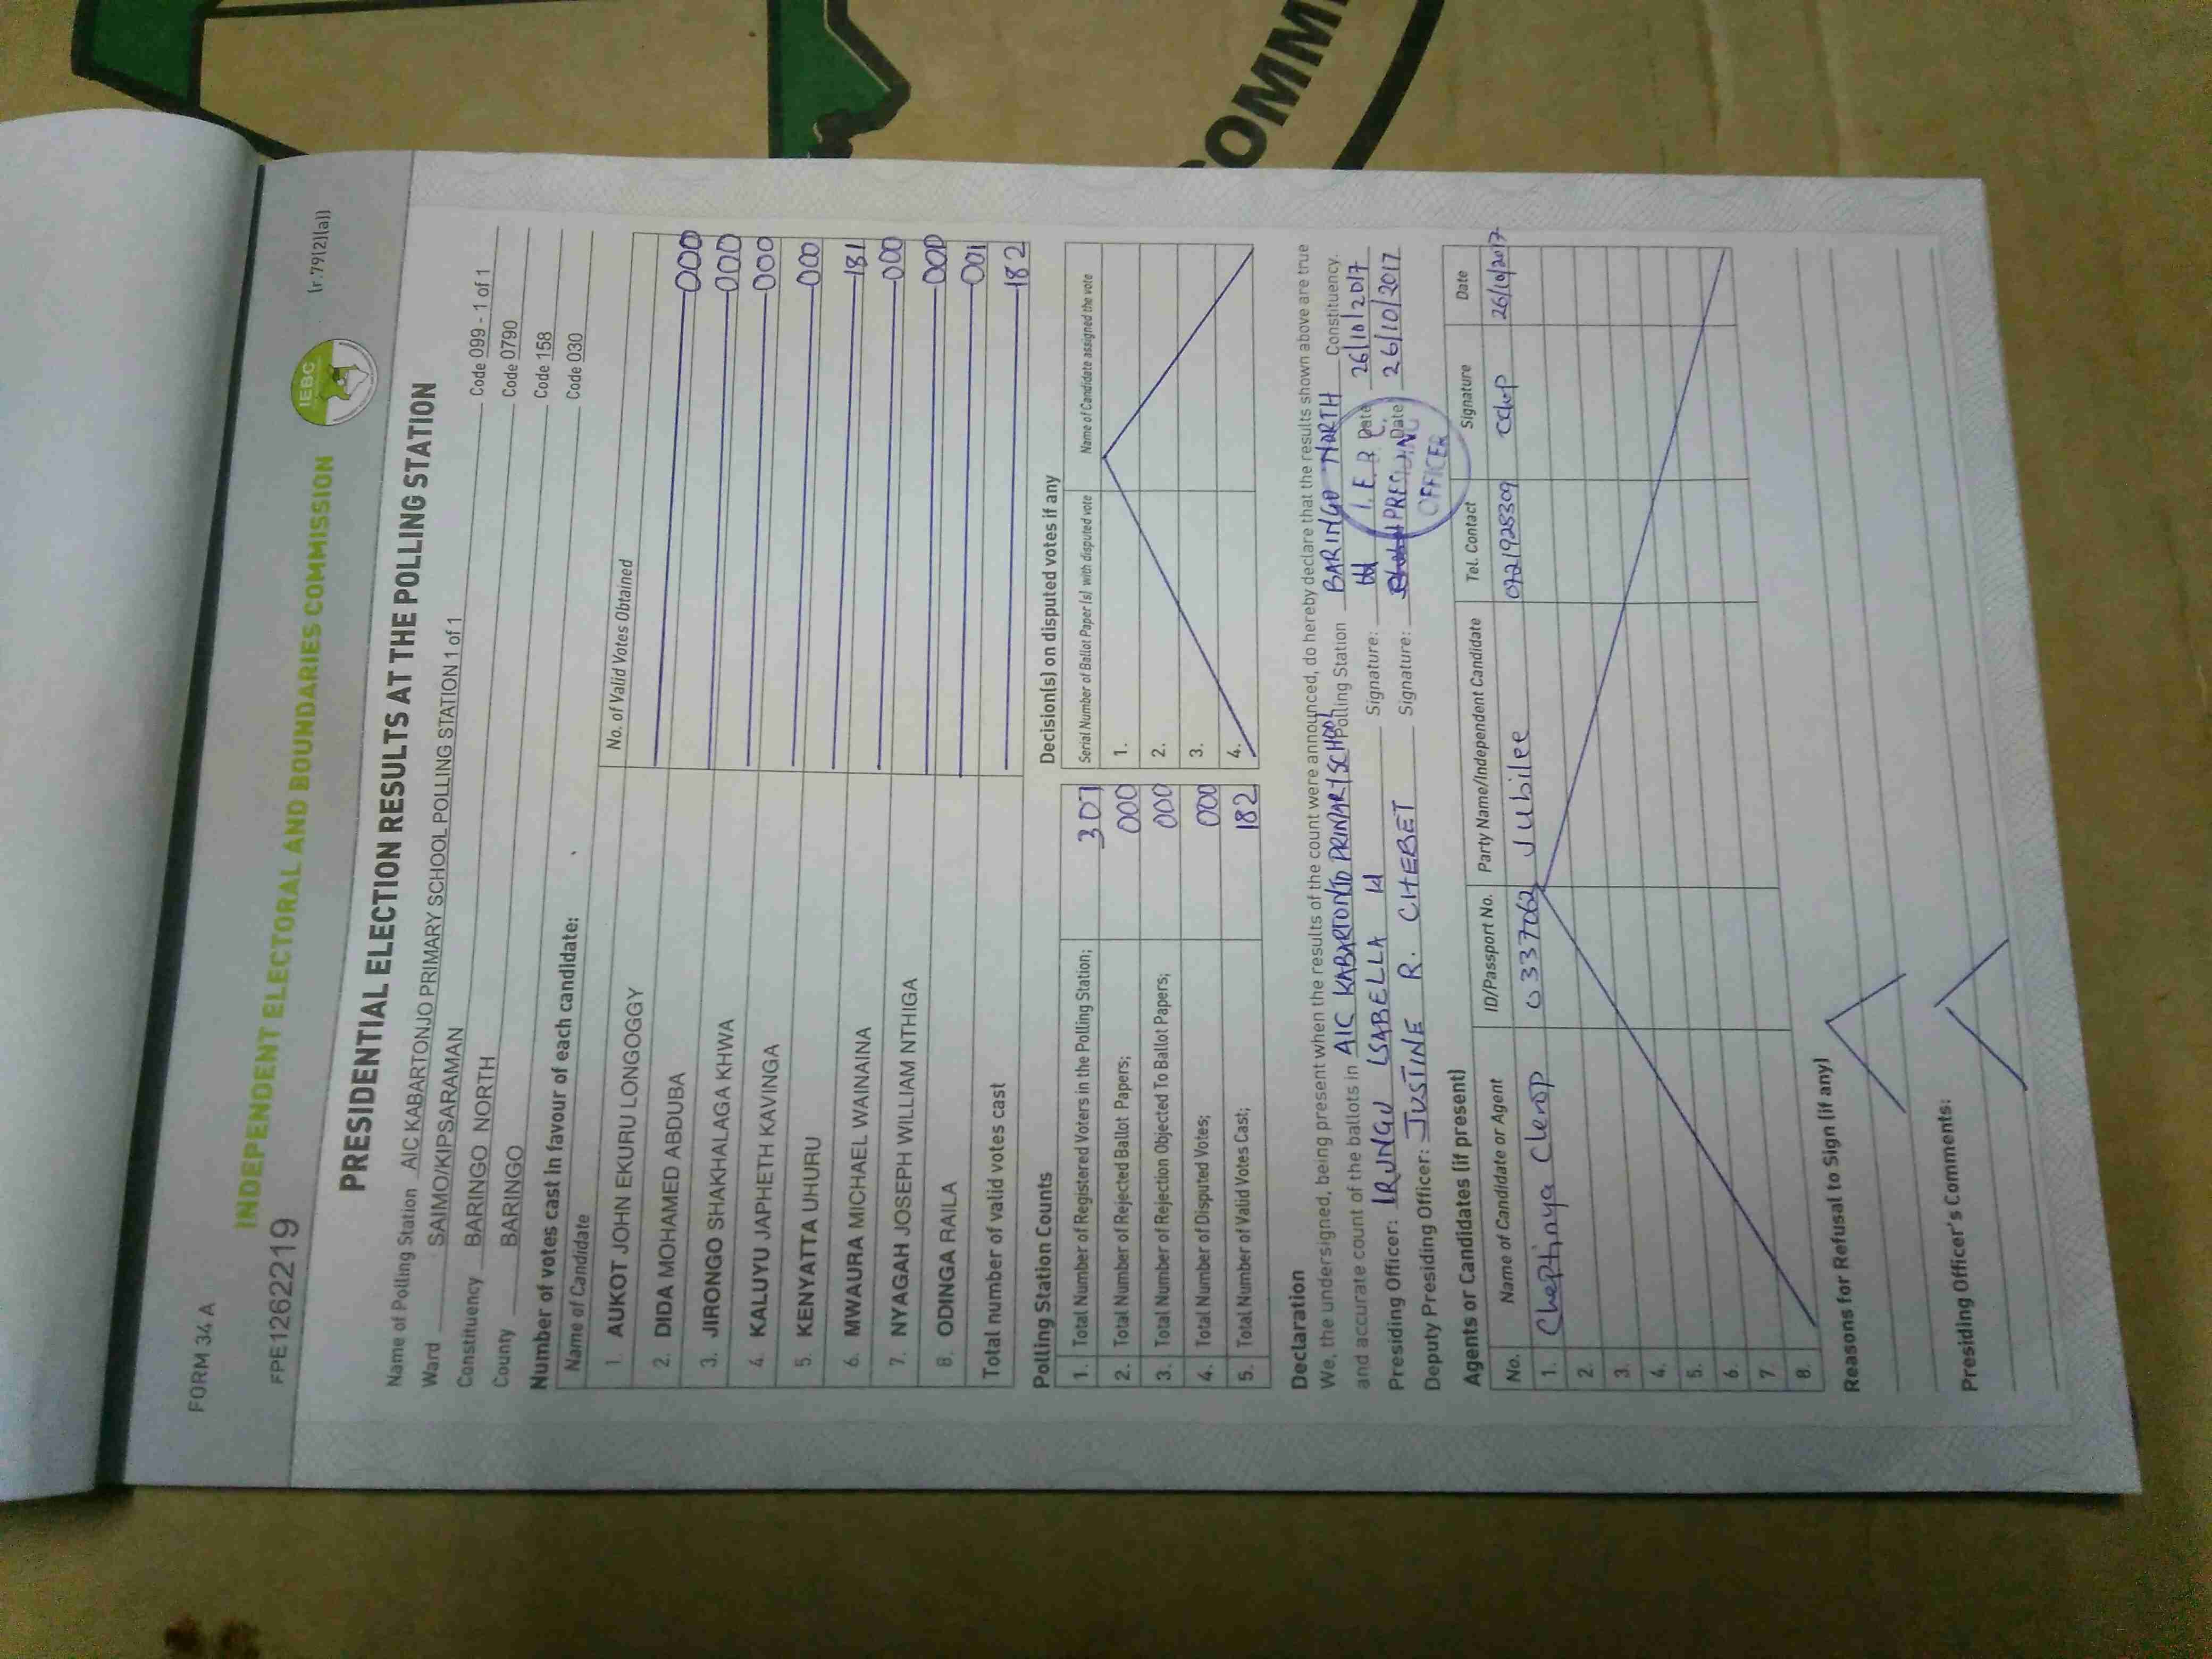 FORM 34 A
(r.79(2)(a))
FPE1262219
INDEPENDENT ELECTORAL AND BOUNDARIES COMMISSION
IEBC
PRESIDENTIAL ELECTION RESULTS AT THE POLLING STATION
Name of Polling Station AIC KABARTONJO PRIMARY SCHOOL POLLING STATION 1 of 1 Code 099 - 1 of 1
Ward SAIMO/KIPSARAMAN Code 0790
Constituency BARINGO NORTH Code 158
County BARINGO Code 030
Number of votes cast in favour of each candidate:
Name of Candidate No. of Valid Votes Obtained
1. AUKOT JOHN EKURU LONGOGGY 000
2. DIDA MOHAMED ABDUBA 000
3. JIRONGO SHAKHALAGA KHWA 000
4. KALUYU JAPHETH KAVINGA 000
5. KENYATTA UHURU 181
6. MWAURA MICHAEL WAINAINA 000
7. NYAGAH JOSEPH WILLIAM NTHIGA 000
8. ODINGA RAILA 001
Total number of valid votes cast 182
Polling Station Counts
1. Total Number of Registered Voters in the Polling Station; 307
2. Total Number of Rejected Ballot Papers; 000
3. Total Number of Rejection Objected To Ballot Papers; 000
4. Total Number of Disputed Votes; 000
5. Total Number of Valid Votes Cast; 182
Decision(s) on disputed votes if any
Serial Number of Ballot Paper (s) with disputed vote Name of Candidate assigned the vote
1.
2.
3.
4.
Declaration
We, the undersigned, being present when the results of the count were announced, do hereby declare that the results shown above are true
and accurate count of the ballots in AIC KABARTONJO PRIMARY SCHOOL Polling Station BARINGO NORTH Constituency.
Presiding Officer: IRUNGU ISABELLA Signature: Date 26/10/2017
Deputy Presiding Officer: JUSTINE R. CHEBET Signature: Date 26/10/2017
I.E.B.C.
PRESIDING
OFFICER
Agents or Candidates (if present)
No. Name of Candidate or Agent ID/Passport No. Party Name/Independent Candidate Tel. Contact Signature Date
1. Cheptinya Clerop 03337062 Jubilee 0721928309 26/10/2017
2.
3.
4.
5.
6.
7.
8.
Reasons for Refusal to Sign (if any)
Presiding Officer's Comments:
COMMI